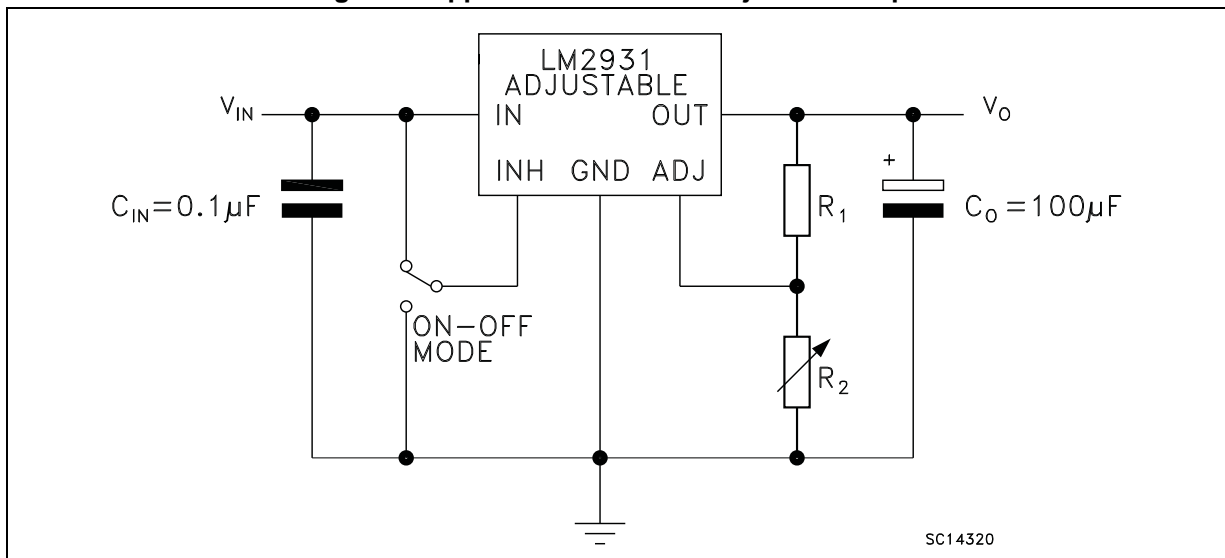 LM2931
ADJUSTABLE
V_IN
IN
OUT
V_O
INH
GND
ADJ
+
C_IN=0.1µF
R_1
C_O=100µF
ON-OFF
MODE
R_2
SC14320